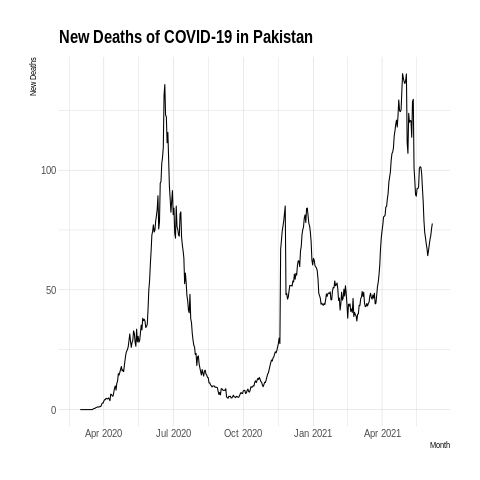 New Deaths of COVID-19 in Pakistan
New Deaths
100
50
0
Apr 2020 Jul 2020 Oct 2020 Jan 2021 Apr 2021
Month